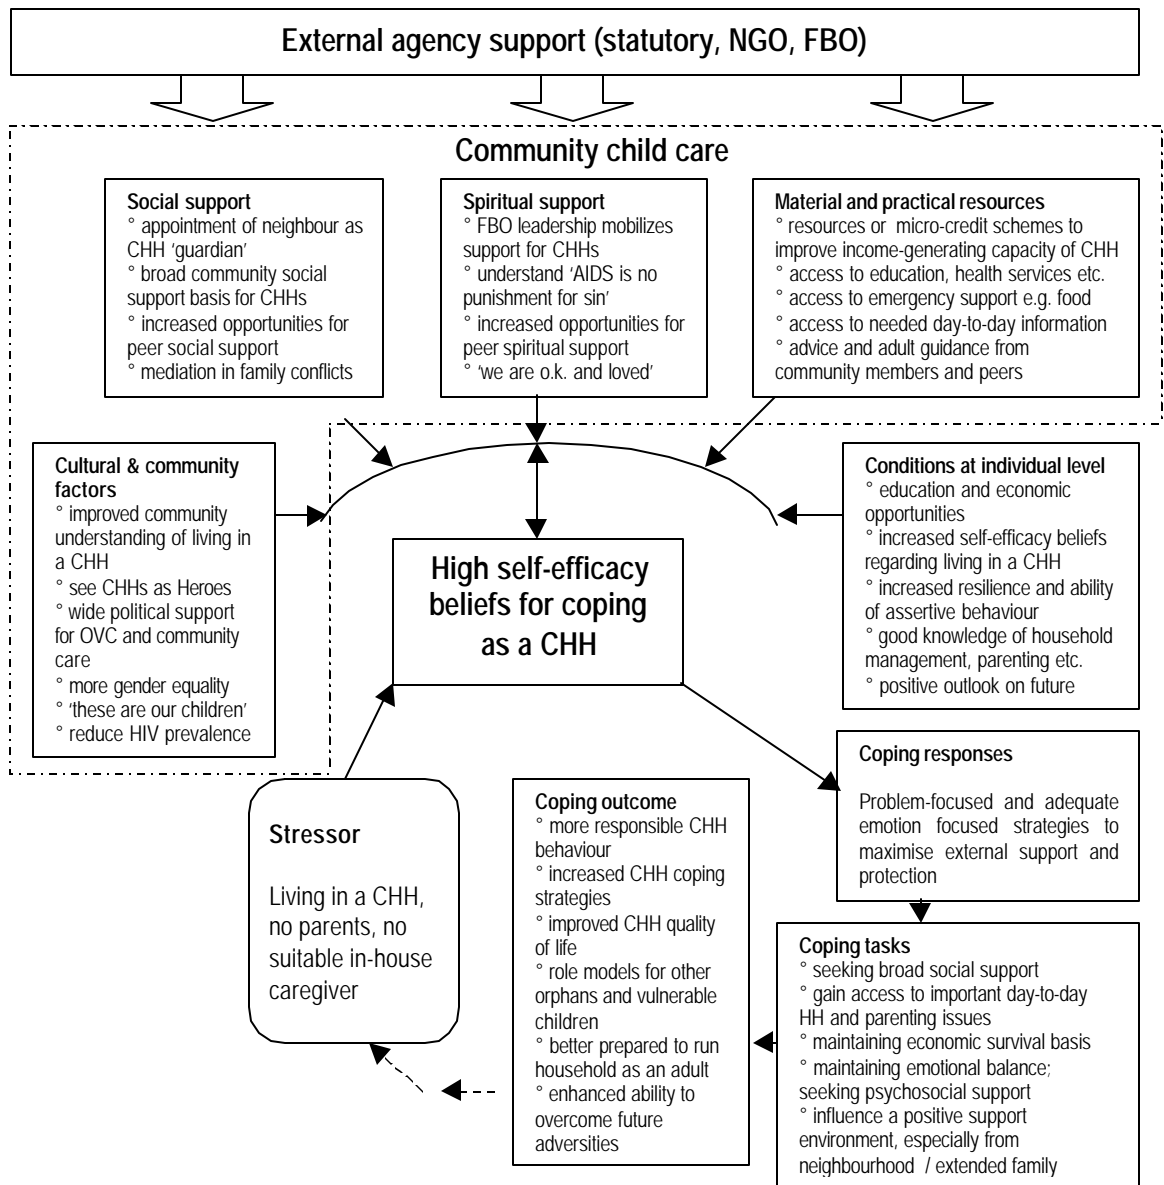 External agency support (statutory, NGO, FBO)
Community child care
Social support
° appointment of neighbour as
CHH ‘guardian’
° broad community social
support basis for CHHs
° increased opportunities for
peer social support
° mediation in family conflicts
Spiritual support
° FBO leadership mobilizes
support for CHHs
° understand ‘AIDS is no
punishment for sin’
° increased opportunities for
peer spiritual support
° ‘we are o.k. and loved’
Material and practical resources
° resources or micro-credit schemes to
improve income-generating capacity of CHH
° access to education, health services etc.
° access to emergency support e.g. food
° access to needed day-to-day information
° advice and adult guidance from
community members and peers
Cultural & community
factors
° improved community
understanding of living in
a CHH
° see CHHs as Heroes
° wide political support
for OVC and community
care
° more gender equality
° ‘these are our children’
° reduce HIV prevalence
High self-efficacy
beliefs for coping
as a CHH
Conditions at individual level
° education and economic
opportunities
° increased self-efficacy beliefs
regarding living in a CHH
° increased resilience and ability
of assertive behaviour
° good knowledge of household
management, parenting etc.
° positive outlook on future
Stressor
Living in a CHH,
no parents, no
suitable in-house
caregiver
Coping outcome
° more responsible CHH
behaviour
° increased CHH coping
strategies
° improved CHH quality
of life
° role models for other
orphans and vulnerable
children
° better prepared to run
household as an adult
° enhanced ability to
overcome future
adversities
Coping responses
Problem-focused and adequate
emotion focused strategies to
maximise external support and
protection
Coping tasks
° seeking broad social support
° gain access to important day-to-day
HH and parenting issues
° maintaining economic survival basis
° maintaining emotional balance;
seeking psychosocial support
° influence a positive support
environment, especially from
neighbourhood / extended family